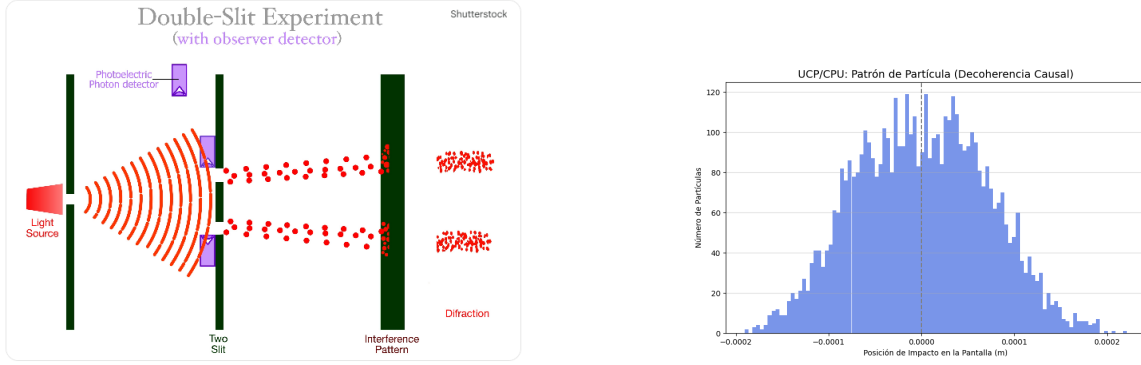 Double-Slit Experiment
(with observer detector)
Shutterstock
Photoelectric
Photon detector
Light
Source
Two
Slit
Interference
Pattern
Difraction
UCP/CPU: Patrón de Partícula (Decoherencia Causal)
Número de Partículas
120
100
80
60
40
20
0
−0.0002
−0.0001
0.0000
0.0001
0.0002
Posición de Impacto en la Pantalla (m)